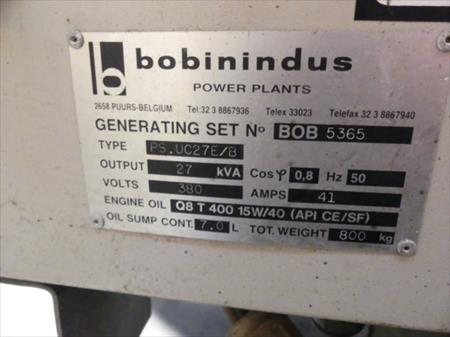 b bobinindus
POWER PLANTS
2658 PUURS-BELGIUM Tel:32 3 8867936 Telex 33023 Telefax 32 3 8867940
GENERATING SET Nº BOB 5365
TYPE PS.UC27E/B
OUTPUT 27 kVA Cos φ 0,8 Hz 50
VOLTS 380 AMPS 41
ENGINE OIL Q8 T 400 15W/40 (API CE/SF)
OIL SUMP CONT. 7.0 L TOT. WEIGHT 800 kg